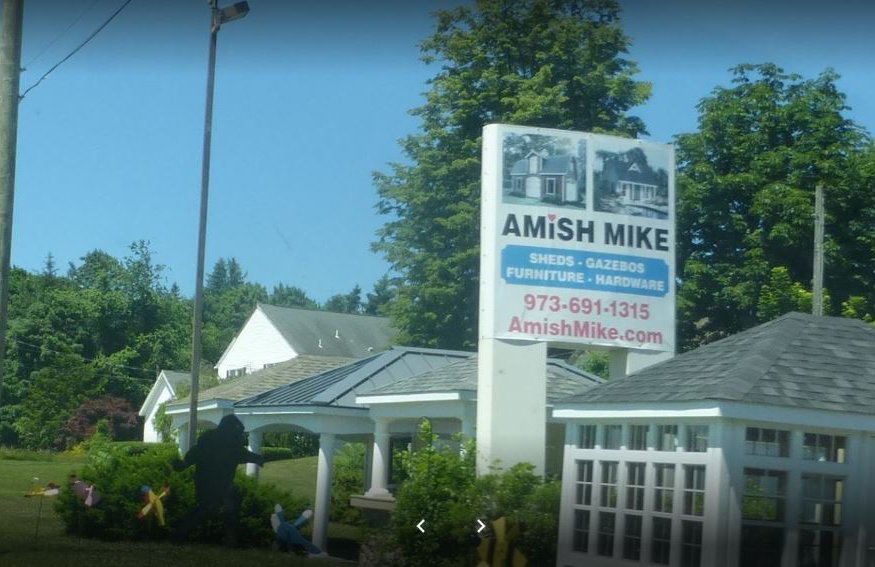 AMiSH MIKE
SHEDS - GAZEBOS
FURNITURE - HARDWARE
973-691-1315
AmishMike.com